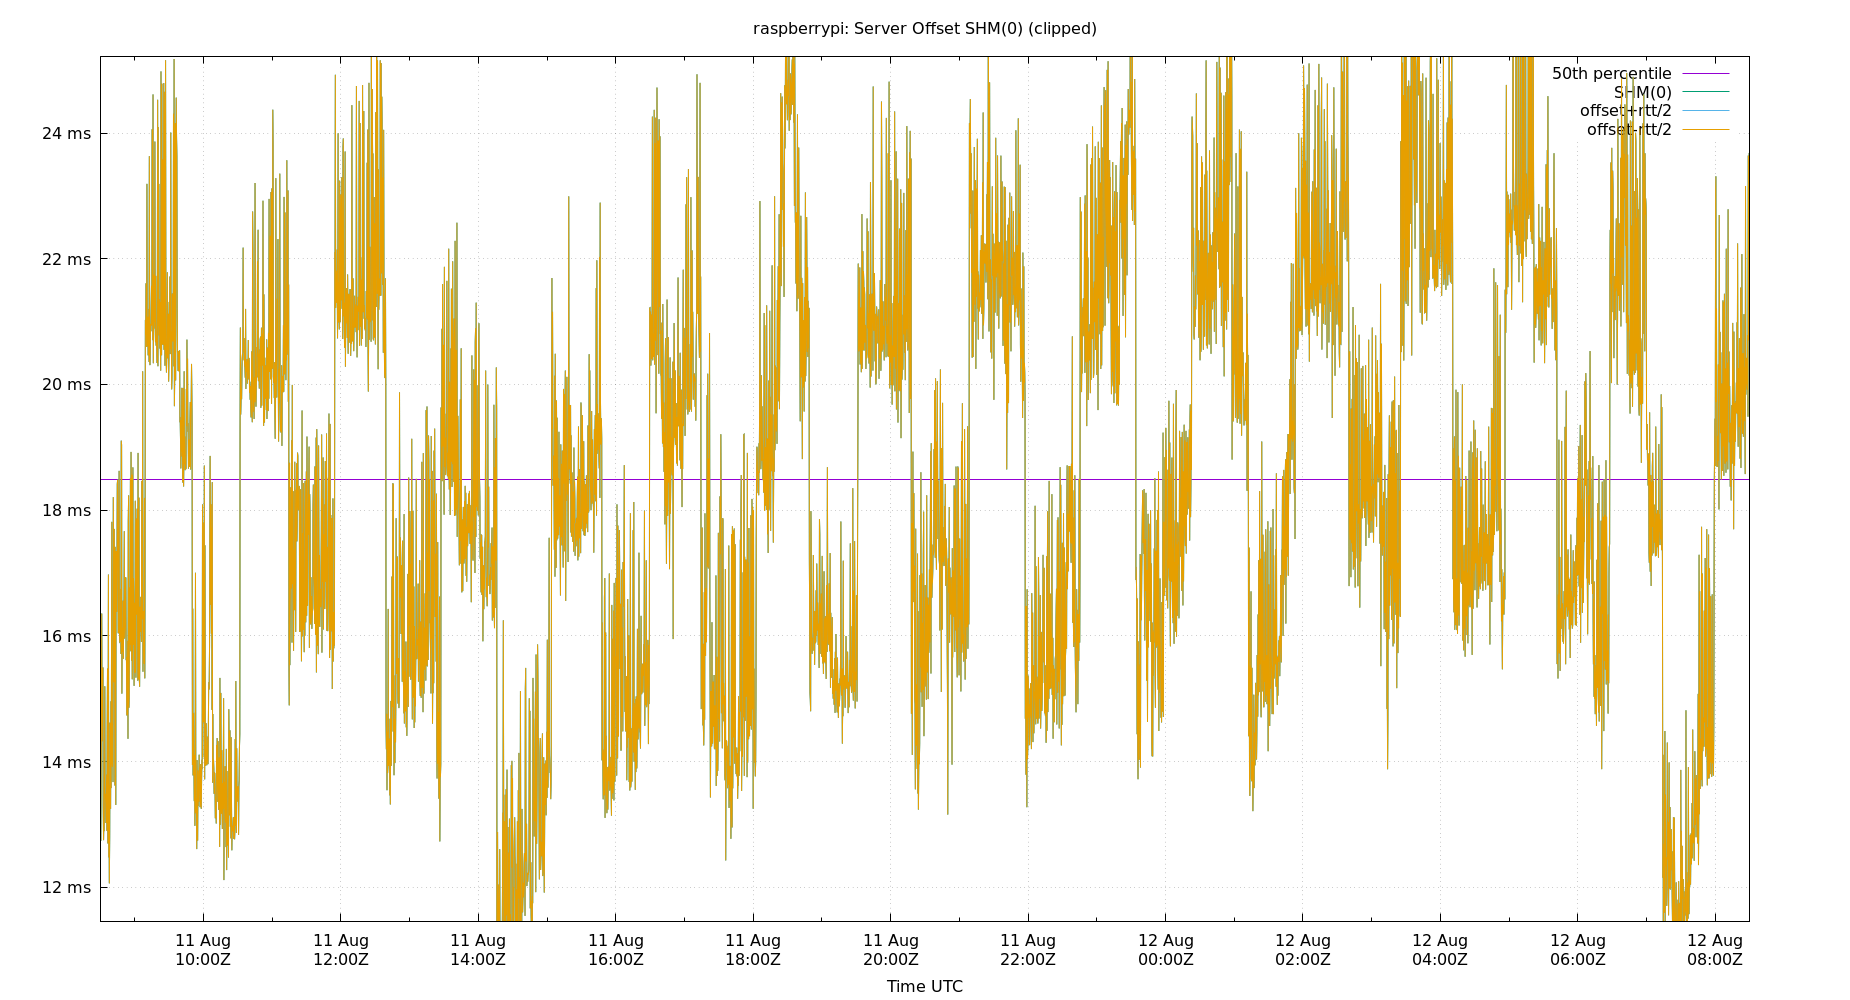 raspberrypi: Server Offset SHM(0) (clipped)
50th percentile
SHM(0)
offset+rtt/2
offset-rtt/2
24 ms
22 ms
20 ms
18 ms
16 ms
14 ms
12 ms
11 Aug 11 Aug 11 Aug 11 Aug 11 Aug 11 Aug 11 Aug 12 Aug 12 Aug 12 Aug 12 Aug 12 Aug
10:00Z 12:00Z 14:00Z 16:00Z 18:00Z 20:00Z 22:00Z 00:00Z 02:00Z 04:00Z 06:00Z 08:00Z
Time UTC